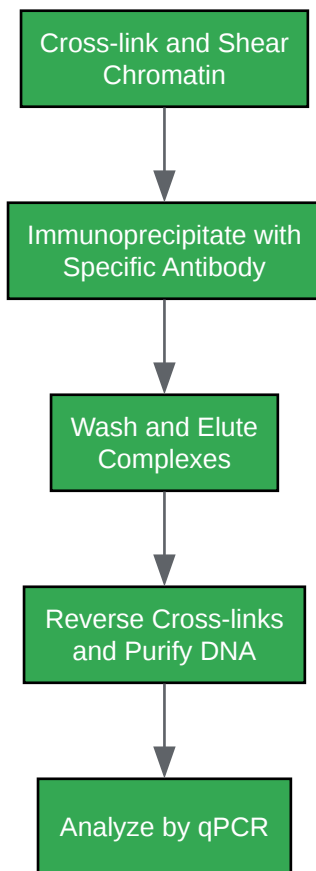 Cross-link and Shear
Chromatin
Immunoprecipitate with
Specific Antibody
Wash and Elute
Complexes
Reverse Cross-links
and Purify DNA
Analyze by qPCR